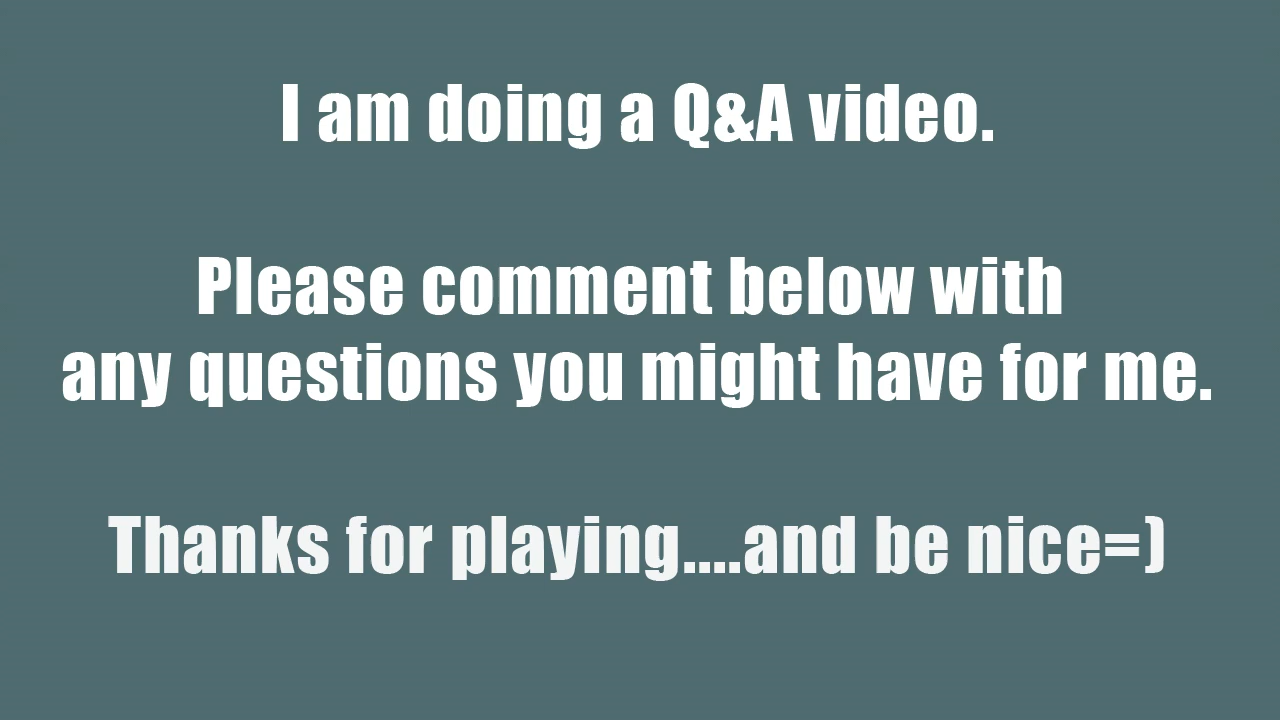 I am doing a Q&A video.
Please comment below with
any questions you might have for me.
Thanks for playing....and be nice=)